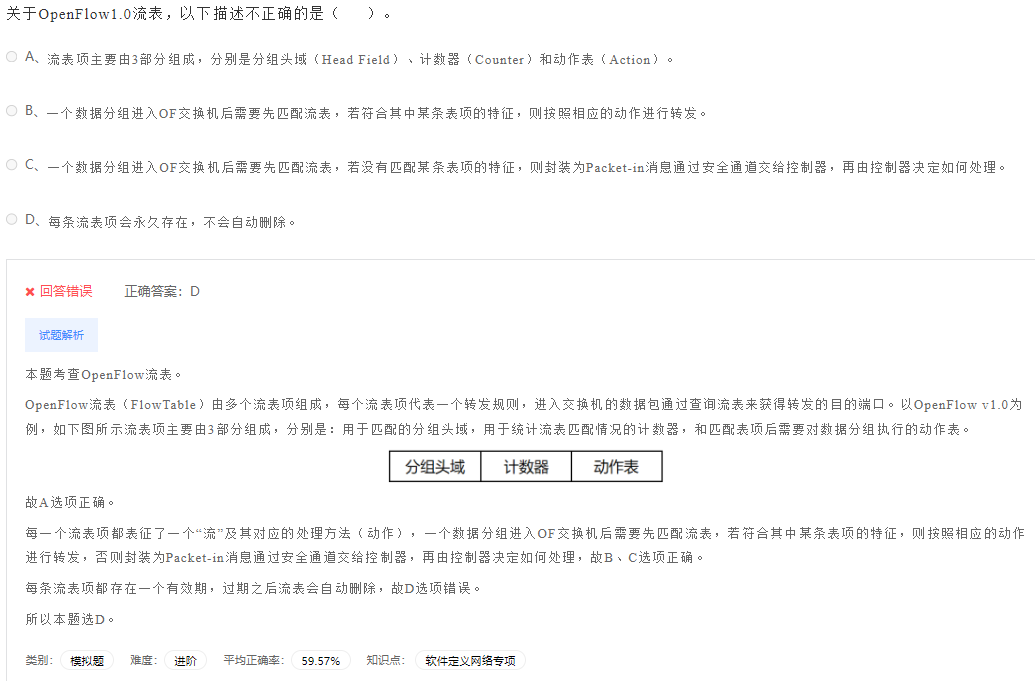 关于OpenFlow1.0流表，以下描述不正确的是（　　）。
A、流表项主要由3部分组成，分别是分组头域（Head Field）、计数器（Counter）和动作表（Action）。
B、一个数据分组进入OF交换机后需要先匹配流表，若符合其中某条表项的特征，则按照相应的动作进行转发。
C、一个数据分组进入OF交换机后需要先匹配流表，若没有匹配某条表项的特征，则封装为Packet-in消息通过安全通道交给控制器，再由控制器决定如何处理。
D、每条流表项会永久存在，不会自动删除。
✖ 回答错误　正确答案：D
试题解析
本题考查OpenFlow流表。
OpenFlow流表（FlowTable）由多个流表项组成，每个流表项代表一个转发规则，进入交换机的数据包通过查询流表来获得转发的目的端口。以OpenFlow v1.0为
例，如下图所示流表项主要由3部分组成，分别是：用于匹配的分组头域，用于统计流表匹配情况的计数器，和匹配表项后需要对数据分组执行的动作表。
分组头域　计数器　动作表
故A选项正确。
每一个流表项都表征了一个“流”及其对应的处理方法（动作），一个数据分组进入OF交换机后需要先匹配流表，若符合其中某条表项的特征，则按照相应的动作
进行转发，否则封装为Packet-in消息通过安全通道交给控制器，再由控制器决定如何处理，故B、C选项正确。
每条流表项都存在一个有效期，过期之后流表会自动删除，故D选项错误。
所以本题选D。
类别：　模拟题　难度：　进阶　平均正确率：　59.57%　知识点：　软件定义网络专项